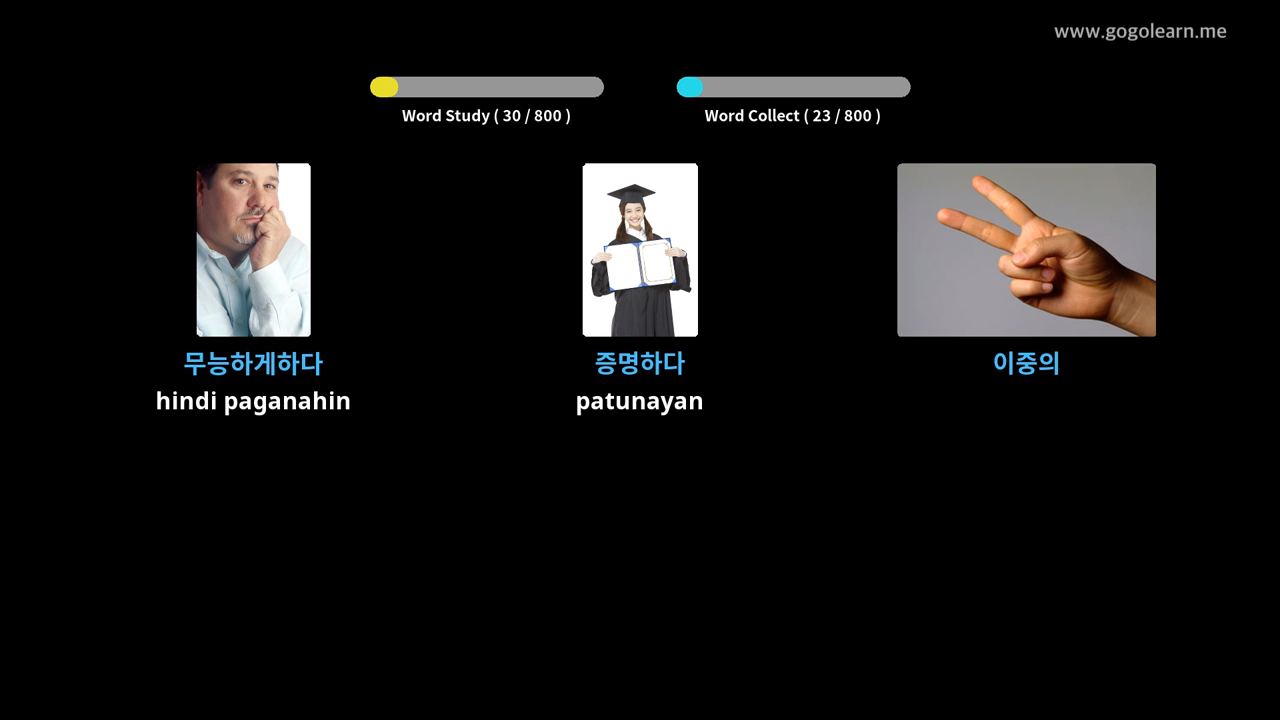 www.gogolearn.me
Word Study ( 30 / 800 )
Word Collect ( 23 / 800 )
무능하게하다
증명하다
이중의
hindi paganahin
patunayan